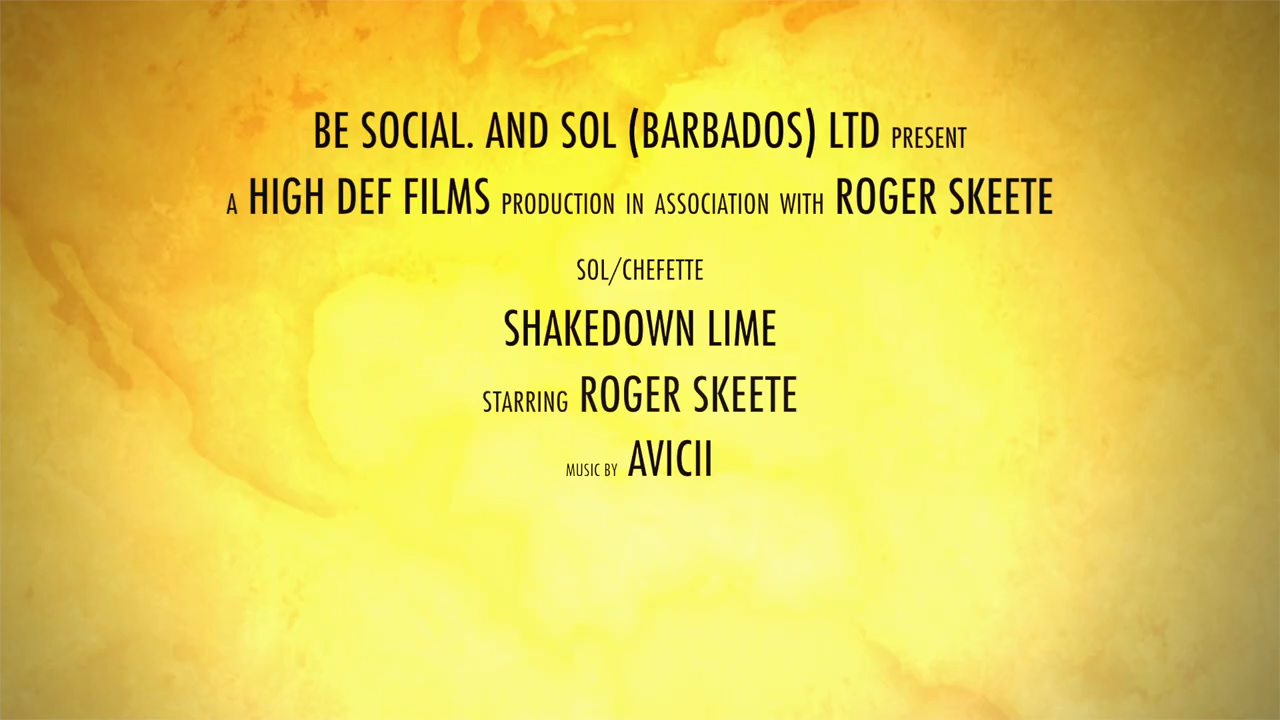 BE SOCIAL. AND SOL (BARBADOS) LTD PRESENT
A HIGH DEF FILMS PRODUCTION IN ASSOCIATION WITH ROGER SKEETE
SOL/CHEFETTE
SHAKEDOWN LIME
STARRING ROGER SKEETE
MUSIC BY AVICII